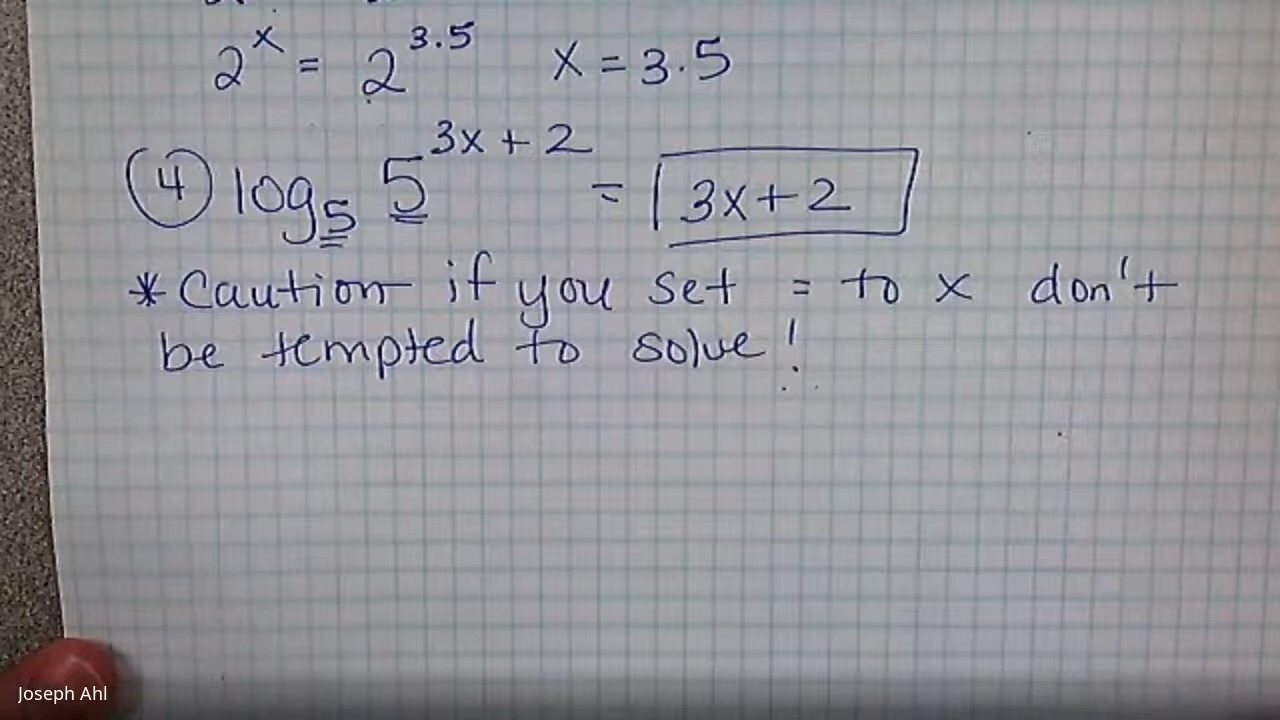 2^x = 2^3.5 x = 3.5
④ log₅ 5^(3x + 2) = 3x + 2
* Caution if you set = to x don't
be tempted to solve!
Joseph Ahl